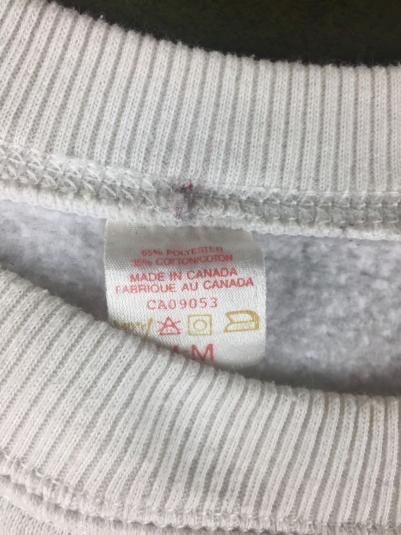 65% POLYESTER
35% COTTON/COTON
MADE IN CANADA
FABRIQUE AU CANADA
CA09053
M